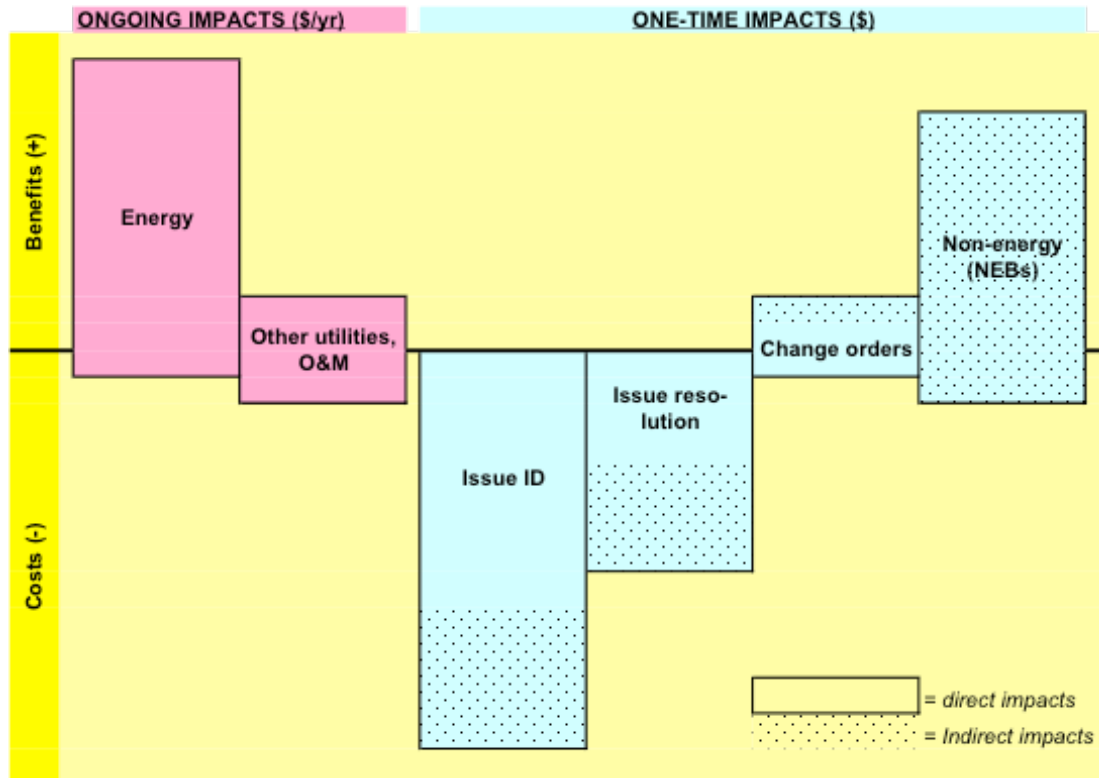 ONGOING IMPACTS ($/yr)
ONE-TIME IMPACTS ($)
Benefits (+)
Costs (-)
Energy
Other utilities,
O&M
Issue ID
Issue reso-
lution
Change orders
Non-energy
(NEBs)
= direct impacts
= Indirect impacts